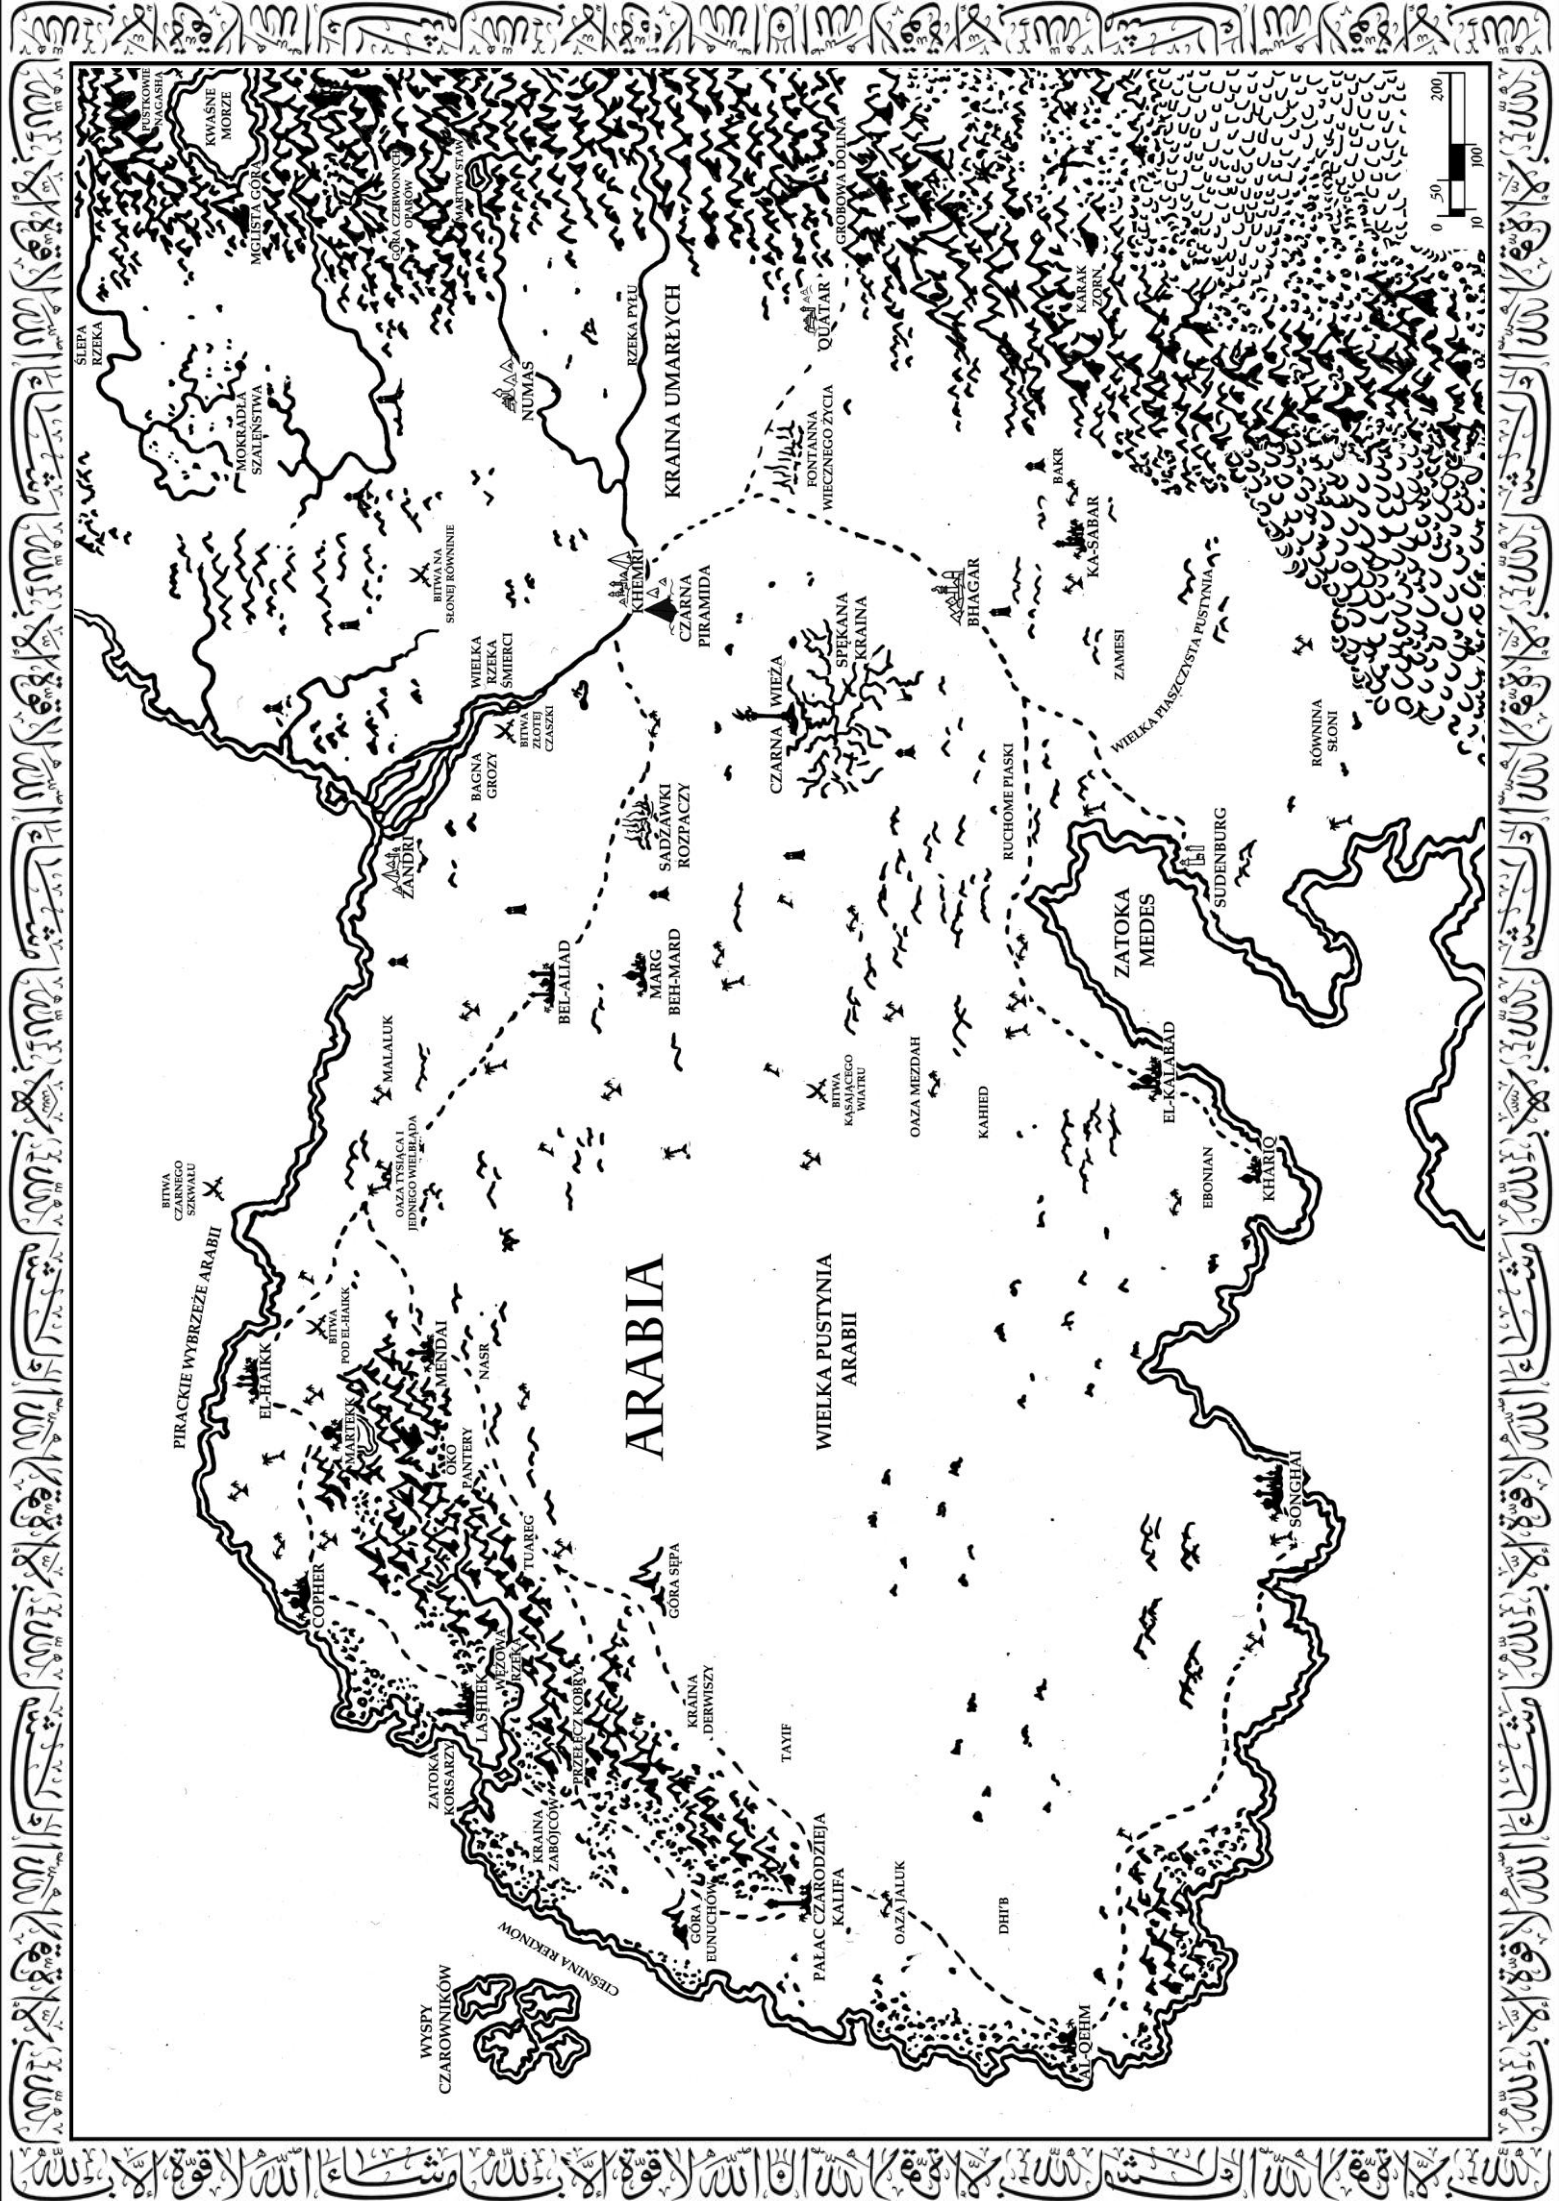 WYSPY
CZAROWNIKÓW
CIEŚNINA REKINÓW
ZATOKA
KORSARZY
KRAINA
ZABÓJCÓW
GÓRA
EUNUCHÓW
PAŁAC CZARODZIEJA
KALIFA
OAZA JALUK
DHI'B
AL-QEHM
TAYIF
KRAINA
DERWISZY
PRZEŁĘCZ KOBRY
LASHIEK
WĘŻOWA
RZEKA
COPHER
TUAREG
GÓRA SĘPA
PIRACKIE WYBRZEŻE ARABII
EL-HAIKK
MARTEKK
OKO
PANTERY
MENDAI
NASR
BITWA
POD EL-HAIKK
ARABIA
WIELKA PUSTYNIA
ARABII
SONGHAI
BITWA
CZARNEGO
SZKWAŁU
OAZA TYSIĄCA I
JEDNEGO WIELBŁĄDA
MALALUK
BEL-ALIAD
MARG
BEH-MARD
BITWA
KĄSAJĄCEGO
WIATRU
OAZA MEZDAH
KAHIED
EL-KALABAD
EBONIAN
KHARIQ
ZATOKA
MEDES
SUDENBURG
ZANDRI
BAGNA
GROZY
BITWA
ZŁOTEJ
CZASZKI
WIELKA
RZEKA
ŚMIERCI
SADZAWKI
ROZPACZY
CZARNA WIEŻA
SPĘKANA
KRAINA
RUCHOME PIASKI
WIELKA PIASZCZYSTA PUSTYNIA
RÓWNINA
SŁONI
ZAMESI
BHAGAR
KA-SABAR
BAKR
KHEMRI
CZARNA
PIRAMIDA
BITWA NA
SŁONEJ RÓWNINIE
KRAINA UMARŁYCH
FONTANNA
WIECZNEGO ŻYCIA
NUMAS
RZEKA PYŁU
QUATAR
MOKRADŁA
SZALEŃSTWA
ŚLEPA
RZEKA
PUSTKOWIE
NAGASHA
KWAŚNE
MORZE
MGLISTA GÓRA
GÓRA CZERWONYCH
OPARÓW
MARTWY STAW
GROBOWA DOLINA
KARAK
ZORN
0 50 200
10 100